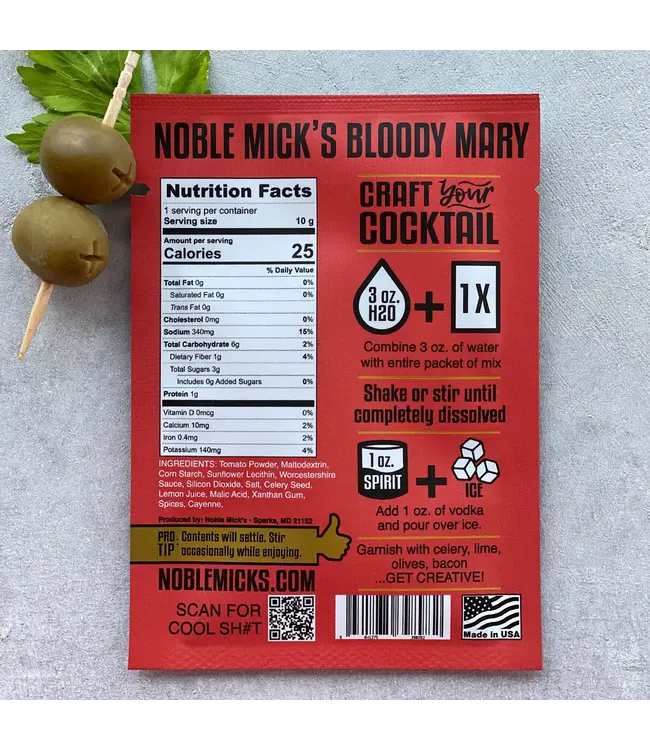 NOBLE MICK'S BLOODY MARY
Nutrition Facts
1 serving per container
Serving size 10 g
Amount per serving
Calories 25
% Daily Value
Total Fat 0g 0%
Saturated Fat 0g 0%
Trans Fat 0g
Cholesterol 0mg 0%
Sodium 340mg 15%
Total Carbohydrate 6g 2%
Dietary Fiber 1g 4%
Total Sugars 3g
Includes 0g Added Sugars 0%
Protein 1g
Vitamin D 0mcg 0%
Calcium 10mg 2%
Iron 0.4mg 2%
Potassium 140mg 4%
INGREDIENTS: Tomato Powder, Maltodextrin,
Corn Starch, Sunflower Lecithin, Worcestershire
Sauce, Silicon Dioxide, Salt, Celery Seed,
Lemon Juice, Malic Acid, Xanthan Gum,
Spices, Cayenne,
Produced by: Noble Mick's • Sparks, MD 21152
PRO TIP
Contents will settle. Stir
occasionally while enjoying.
NOBLEMICKS.COM
SCAN FOR
COOL SH#T
CRAFT Your
COCKTAIL
3 oz.
H2O
+
1X
Combine 3 oz. of water
with entire packet of mix
Shake or stir until
completely dissolved
1 oz.
SPIRIT
+
ICE
Add 1 oz. of vodka
and pour over ice.
Garnish with celery, lime,
olives, bacon
...GET CREATIVE!
Made in USA